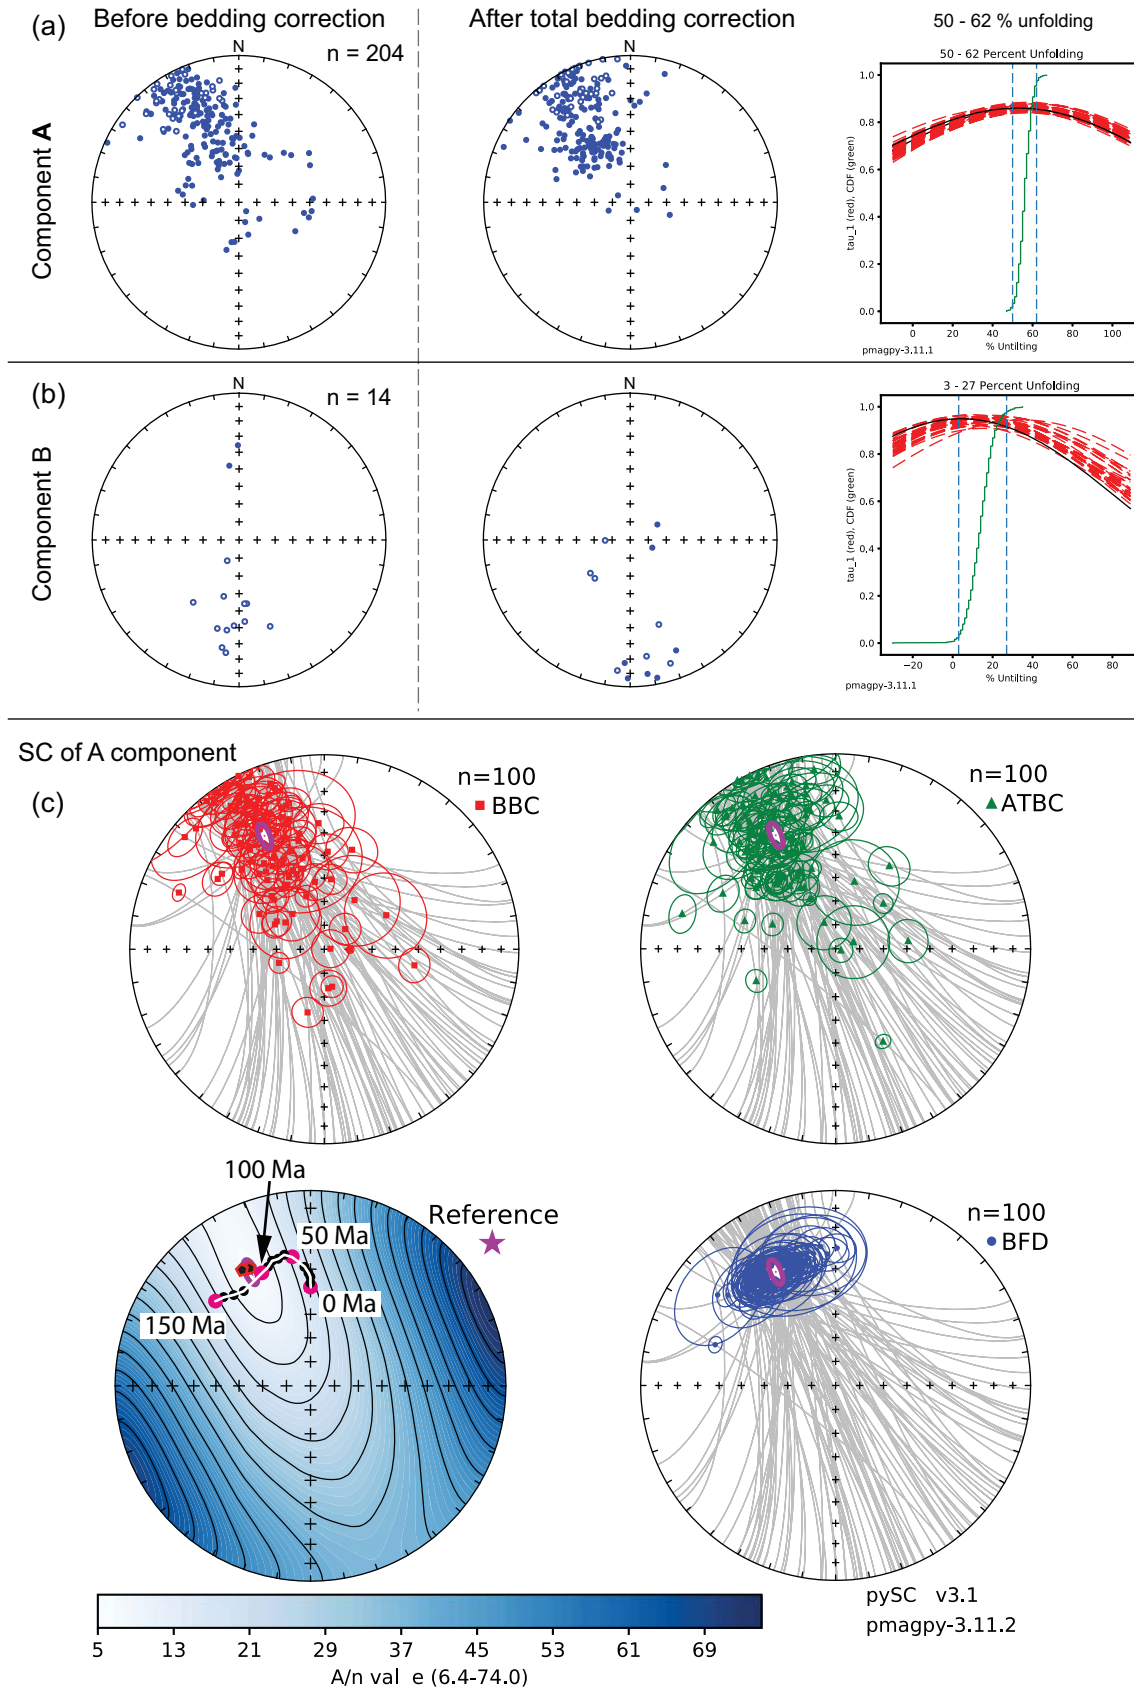 (a)
Before bedding correction
After total bedding correction
50 - 62 % unfolding
Component A
N
n = 204
N
50 - 62 Percent Unfolding
tau_1 (red), CDF (green)
1.0
0.8
0.6
0.4
0.2
0.0
0 20 40 60 80 100
% Untilting
pmagpy-3.11.1
(b)
Component B
N
n = 14
N
3 - 27 Percent Unfolding
tau_1 (red), CDF (green)
1.0
0.8
0.6
0.4
0.2
0.0
−20 0 20 40 60 80
% Untilting
pmagpy-3.11.1
SC of A component
(c)
n=100
BBC
n=100
ATBC
100 Ma
Reference
50 Ma
0 Ma
150 Ma
n=100
BFD
5 13 21 29 37 45 53 61 69
A/n val e (6.4-74.0)
pySC v3.1
pmagpy-3.11.2